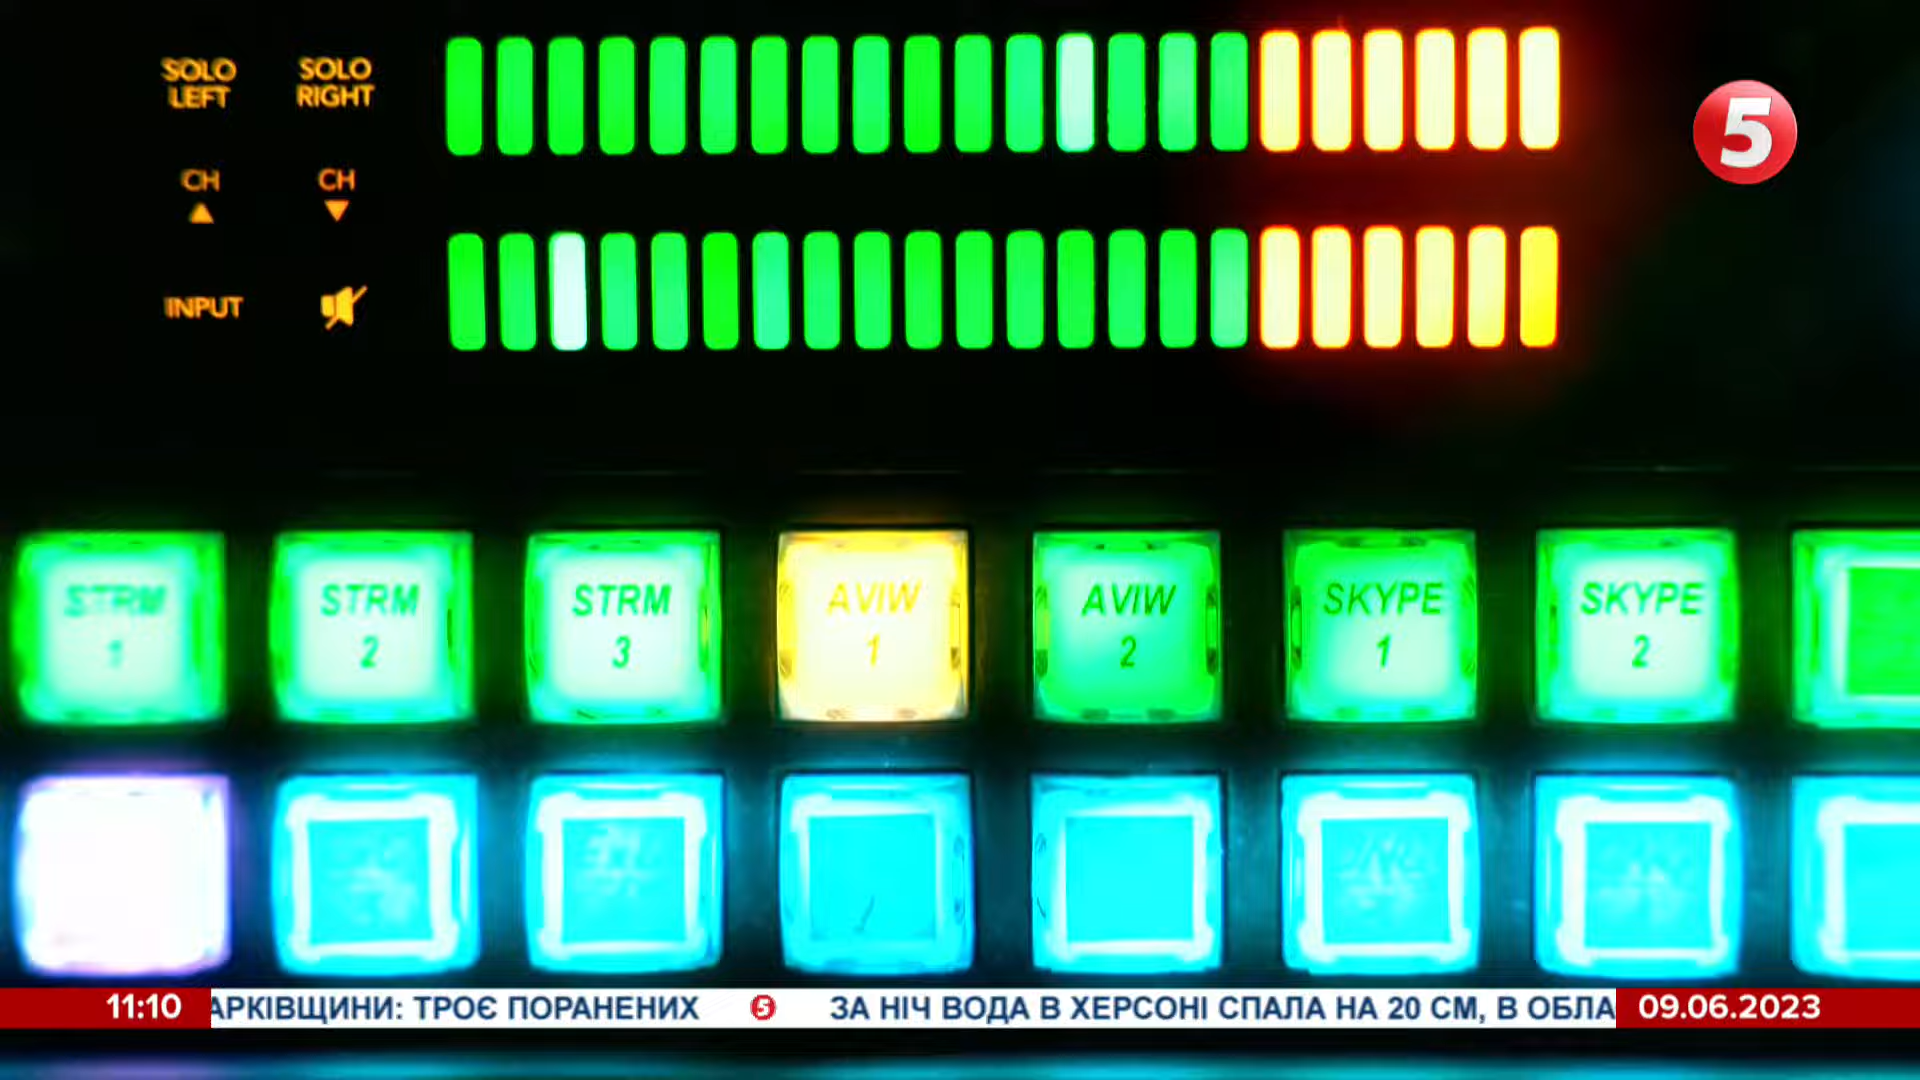 SOLO LEFT
SOLO RIGHT
CH
CH
INPUT
5
STRM 1
STRM 2
STRM 3
AVIW 1
AVIW 2
SKYPE 1
SKYPE 2
11:10
АРКІВЩИНИ: ТРОЄ ПОРАНЕНИХ 5 ЗА НІЧ ВОДА В ХЕРСОНІ СПАЛА НА 20 СМ, В ОБЛА
09.06.2023